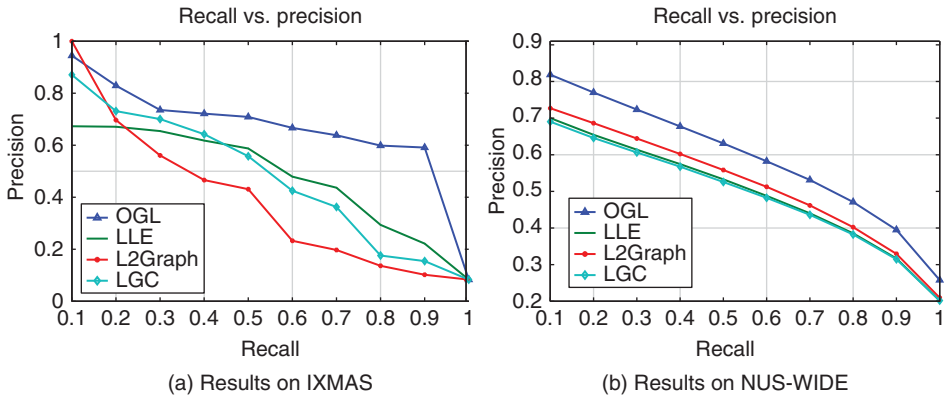 Recall vs. precision
Precision
1
0.8
0.6
0.4
0.2
0
OGL
LLE
L2Graph
LGC
0.1 0.2 0.3 0.4 0.5 0.6 0.7 0.8 0.9 1
Recall
(a) Results on IXMAS
Recall vs. precision
Precision
0.9
0.8
0.7
0.6
0.5
0.4
0.3
0.2
OGL
LLE
L2Graph
LGC
0.1 0.2 0.3 0.4 0.5 0.6 0.7 0.8 0.9 1
Recall
(b) Results on NUS-WIDE